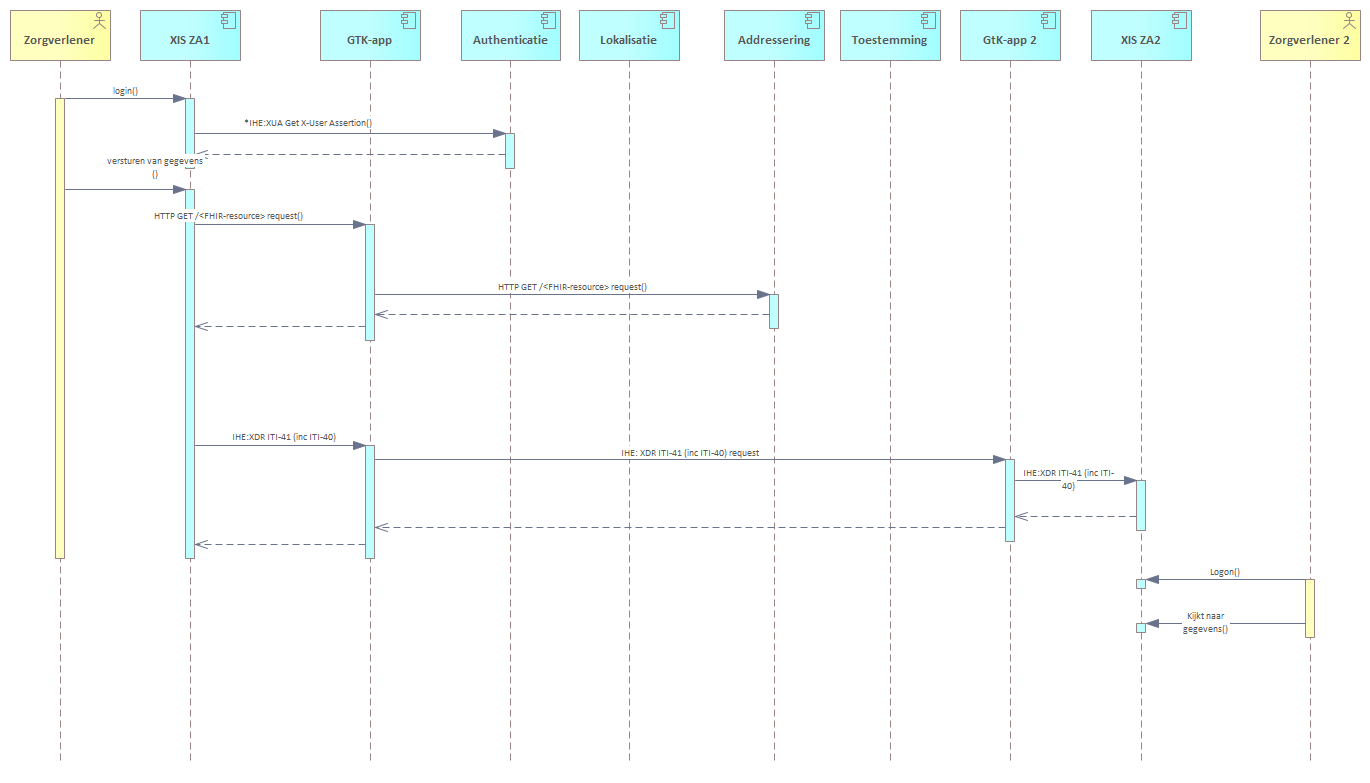 Zorgverlener
XIS ZA1
GTK-app
Authenticatie
Lokalisatie
Addressering
Toestemming
GtK-app 2
XIS ZA2
Zorgverlener 2
login()
*IHE:XUA Get X-User Assertion()
versturen van gegevens
()
HTTP GET /<FHIR-resource> request()
HTTP GET /<FHIR-resource> request()
IHE:XDR ITI-41 (inc ITI-40)
IHE: XDR ITI-41 (inc ITI-40) request
IHE:XDR ITI-41 (inc ITI-
40)
Logon()
Kijkt naar
gegevens()